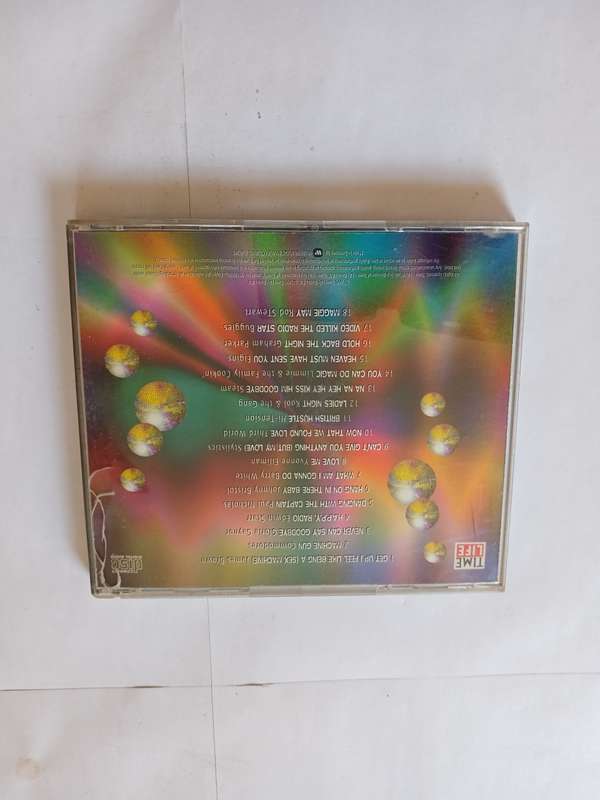 1 GET UP I FEEL LIKE BEING A (SEX MACHINE) James Brown
2 MACHINE GUN Commodores
3 NEVER CAN SAY GOODBYE Gloria Gaynor
4 HAPPY RADIO Edwin Starr
5 DANCING WITH THE CAPTAIN Paul Nicholas
6 HANG ON IN THERE BABY Johnny Bristol
7 WHAT AM I GONNA DO Barry White
8 LOVE ME Yvonne Elliman
9 CAN'T GIVE YOU ANYTHING (BUT MY LOVE) Stylistics
10 NOW THAT WE FOUND LOVE Third World
11 BRITISH HUSTLE Hi-Tension
12 LADIES NIGHT Kool & the Gang
13 NA NA HEY HEY KISS HIM GOODBYE Steam
14 YOU CAN DO MAGIC Limmie & the Family Cookin'
15 HEAVEN MUST HAVE SENT YOU Elgins
16 HOLD BACK THE NIGHT Graham Parker
17 VIDEO KILLED THE RADIO STAR Buggles
18 MAGGIE MAY Rod Stewart
TIME
LIFE
COMPACT
disc
DIGITAL AUDIO